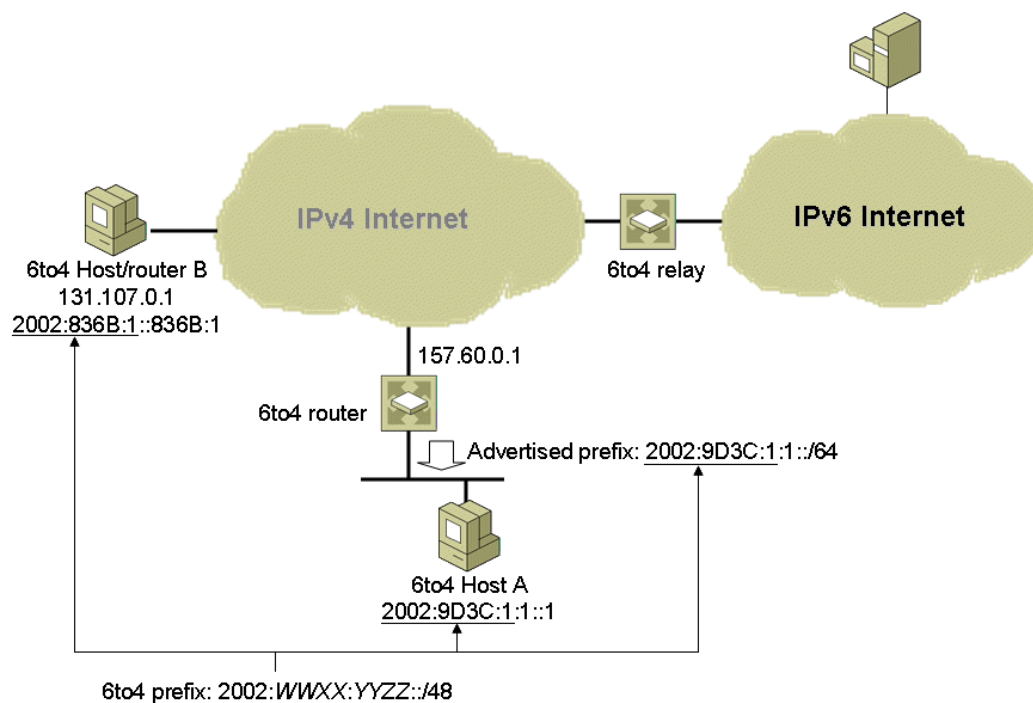 IPv4 Internet
IPv6 Internet
6to4 Host/router B
131.107.0.1
2002:836B:1::836B:1
6to4 relay
157.60.0.1
6to4 router
Advertised prefix: 2002:9D3C:1:1::/64
6to4 Host A
2002:9D3C:1:1::1
6to4 prefix: 2002:WWXX:YYZZ::/48